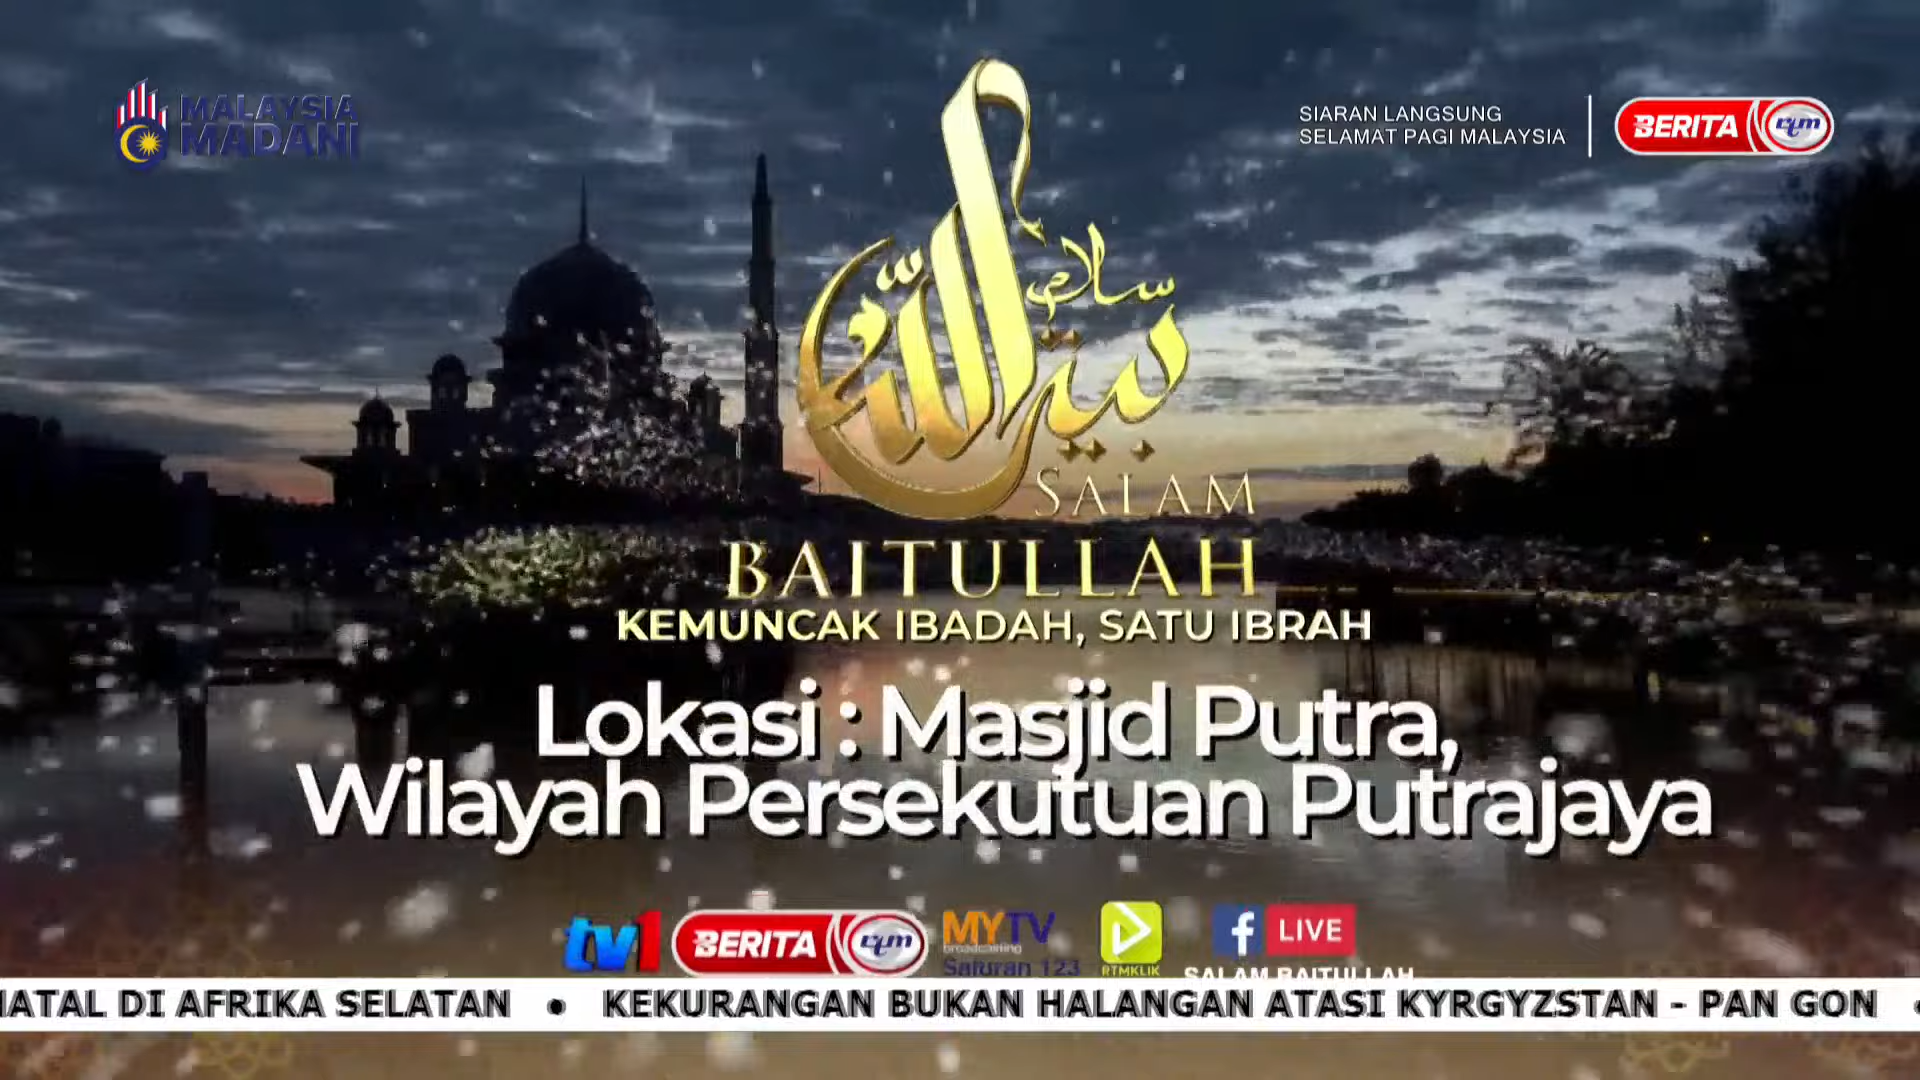 MALAYSIA
MADANI
SIARAN LANGSUNG
SELAMAT PAGI MALAYSIA
BERITA rtm
سلام
بيت الله
SALAM
BAITULLAH
KEMUNCAK IBADAH, SATU IBRAH
Lokasi : Masjid Putra,
Wilayah Persekutuan Putrajaya
tv1 BERITA rtm MYTV broadcasting Saluran 123 RTMKLIK f LIVE
SALAM BAITULLAH
NATAL DI AFRIKA SELATAN • KEKURANGAN BUKAN HALANGAN ATASI KYRGYZSTAN - PAN GON